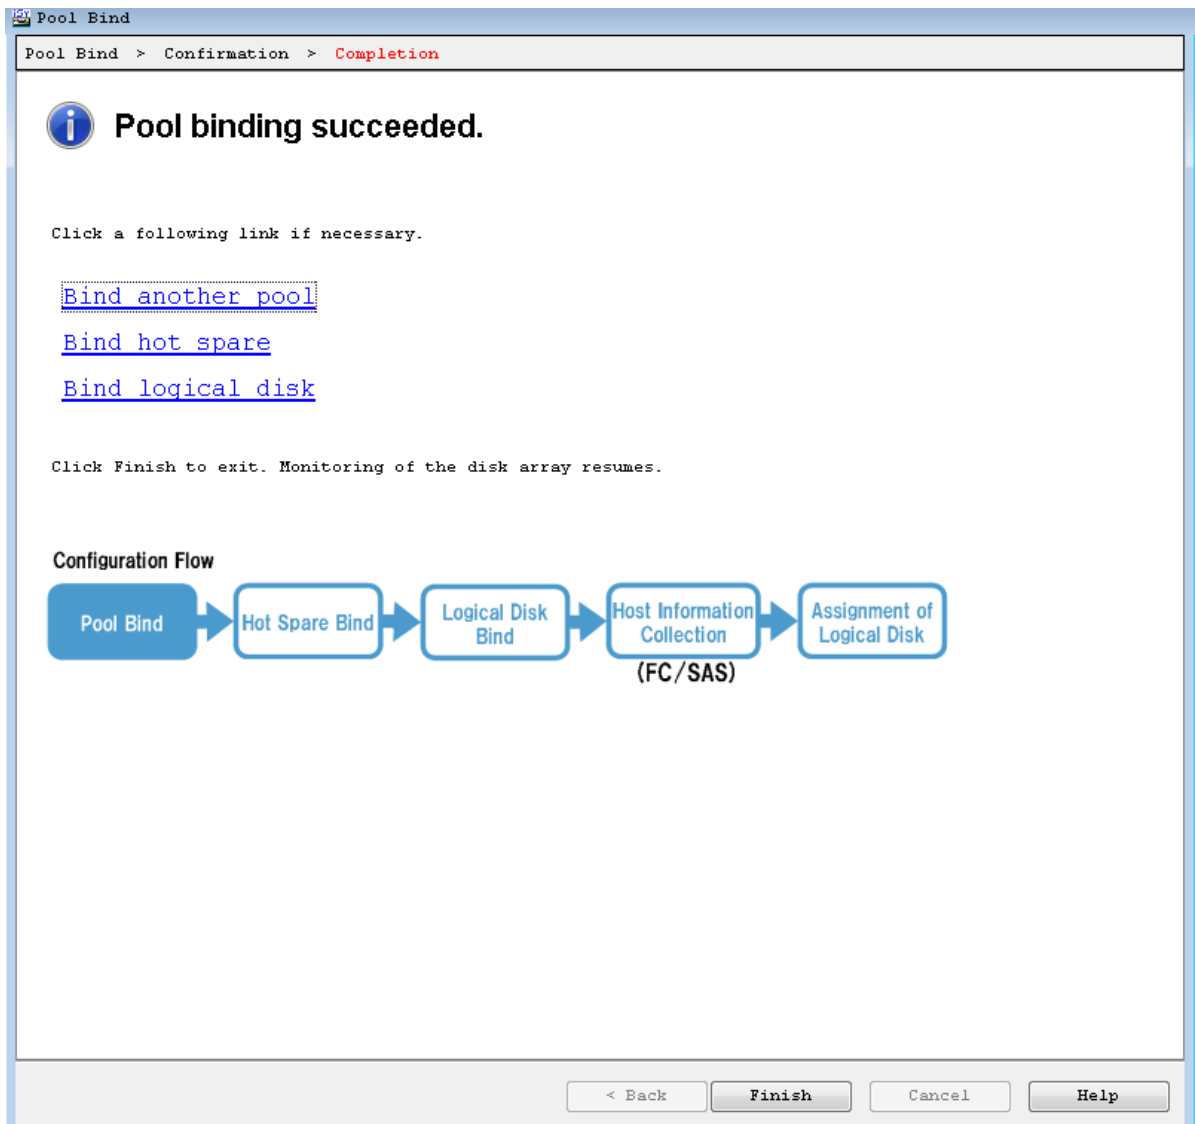 Pool Bind
Pool Bind > Confirmation > Completion
Pool binding succeeded.
Click a following link if necessary.
Bind another pool
Bind hot spare
Bind logical disk
Click Finish to exit. Monitoring of the disk array resumes.
Configuration Flow
Pool Bind
Hot Spare Bind
Logical Disk
Bind
Host Information
Collection
(FC/SAS)
Assignment of
Logical Disk
< Back
Finish
Cancel
Help